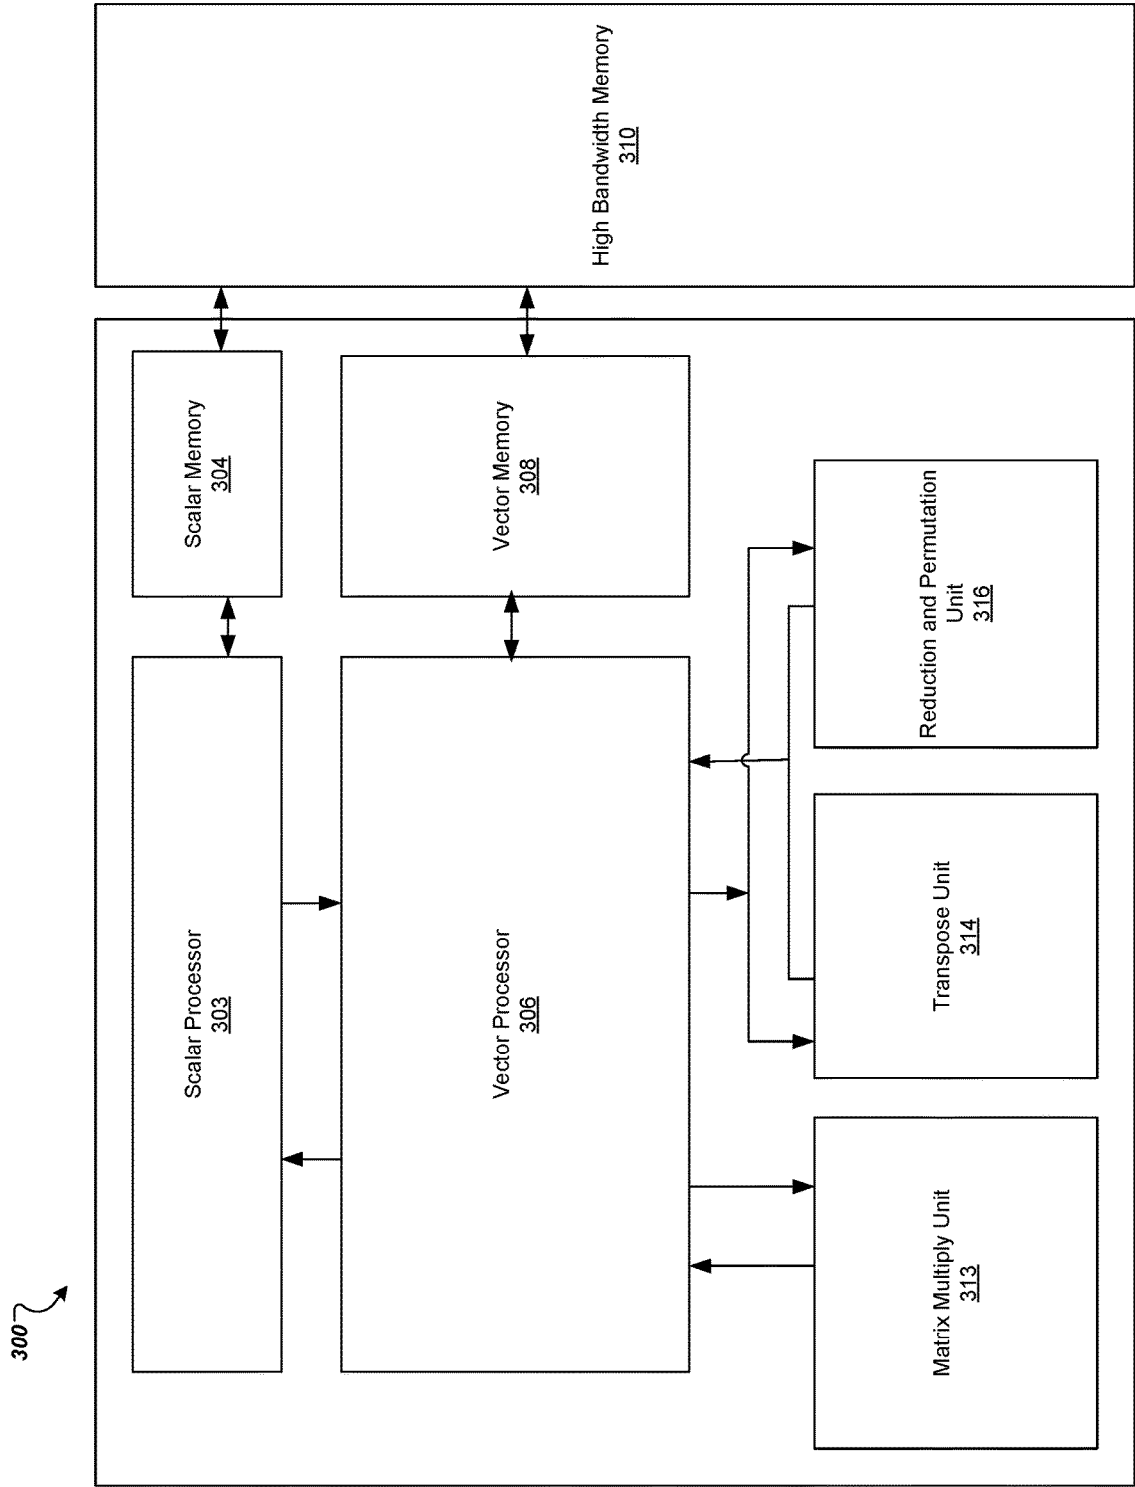 300
Scalar Processor
303
Scalar Memory
304
Vector Processor
306
Vector Memory
308
High Bandwidth Memory
310
Matrix Multiply Unit
313
Transpose Unit
314
Reduction and Permutation
Unit
316